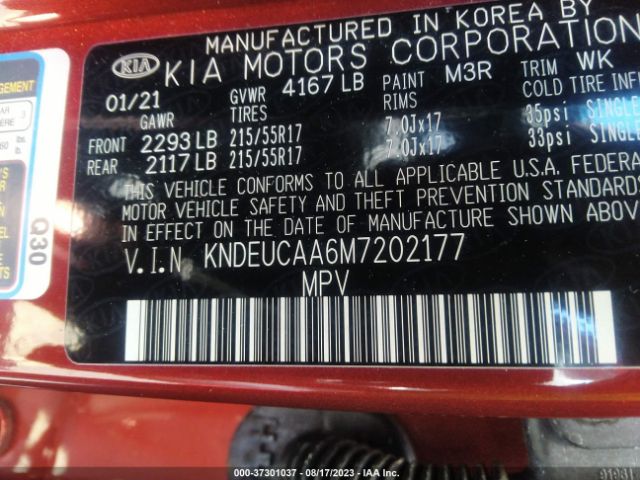 MANUFACTURED IN KOREA BY
KIA KIA MOTORS CORPORATION
01/21 GVWR 4167 LB PAINT M3R TRIM WK
GAWR TIRES RIMS COLD TIRE INF
FRONT 2293 LB 215/55R17 7.0Jx17 35psi SINGLE
REAR 2117 LB 215/55R17 7.0Jx17 33psi SINGLE
THIS VEHICLE CONFORMS TO ALL APPLICABLE U.S.A. FEDERA
MOTOR VEHICLE SAFETY AND THEFT PREVENTION STANDARDS
IN EFFECT ON THE DATE OF MANUFACTURE SHOWN ABOV
V.I.N KNDEUCAA6M7202177
MPV
Q30
000-37301037 - 08/17/2023 - IAA Inc.